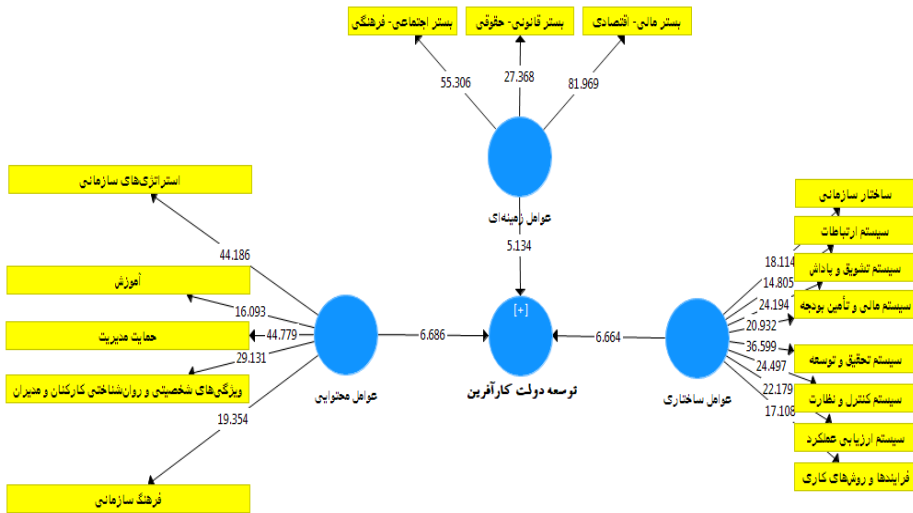 بستر مالی- اقتصادی
بستر قانونی- حقوقی
بستر اجتماعی- فرهنگی
81.969
27.368
55.306
عوامل زمینه‌ای
5.134
ساختار سازمانی
سیستم ارتباطات
سیستم تشویق و پاداش
سیستم مالی و تأمین بودجه
سیستم تحقیق و توسعه
سیستم کنترل و نظارت
سیستم ارزیابی عملکرد
فرایندها و روش‌های کاری
18.114
14.805
24.194
20.932
36.599
24.497
22.179
17.108
عوامل ساختاری
6.664
[+]
توسعه دولت کارآفرین
6.686
عوامل محتوایی
44.186
16.093
44.779
29.131
19.354
استراتژی‌های سازمانی
آموزش
حمایت مدیریت
ویژگی‌های شخصیتی و روان‌شناختی کارکنان و مدیران
فرهنگ سازمانی